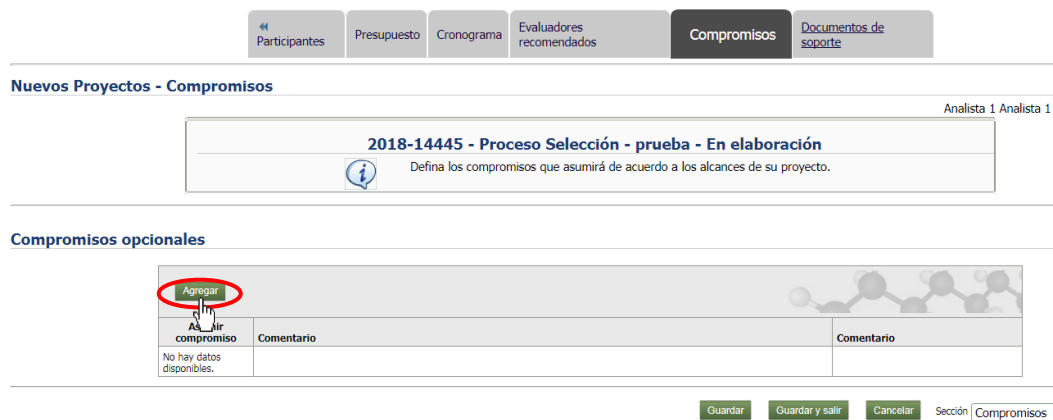 Participantes
Presupuesto
Cronograma
Evaluadores
recomendados
Compromisos
Documentos de
soporte
Nuevos Proyectos - Compromisos
Analista 1 Analista 1
2018-14445 - Proceso Selección - prueba - En elaboración
Defina los compromisos que asumirá de acuerdo a los alcances de su proyecto.
Compromisos opcionales
Agregar
compromiso
Comentario
Comentario
No hay datos
disponibles.
Guardar
Guardar y salir
Cancelar
Sección
Compromisos